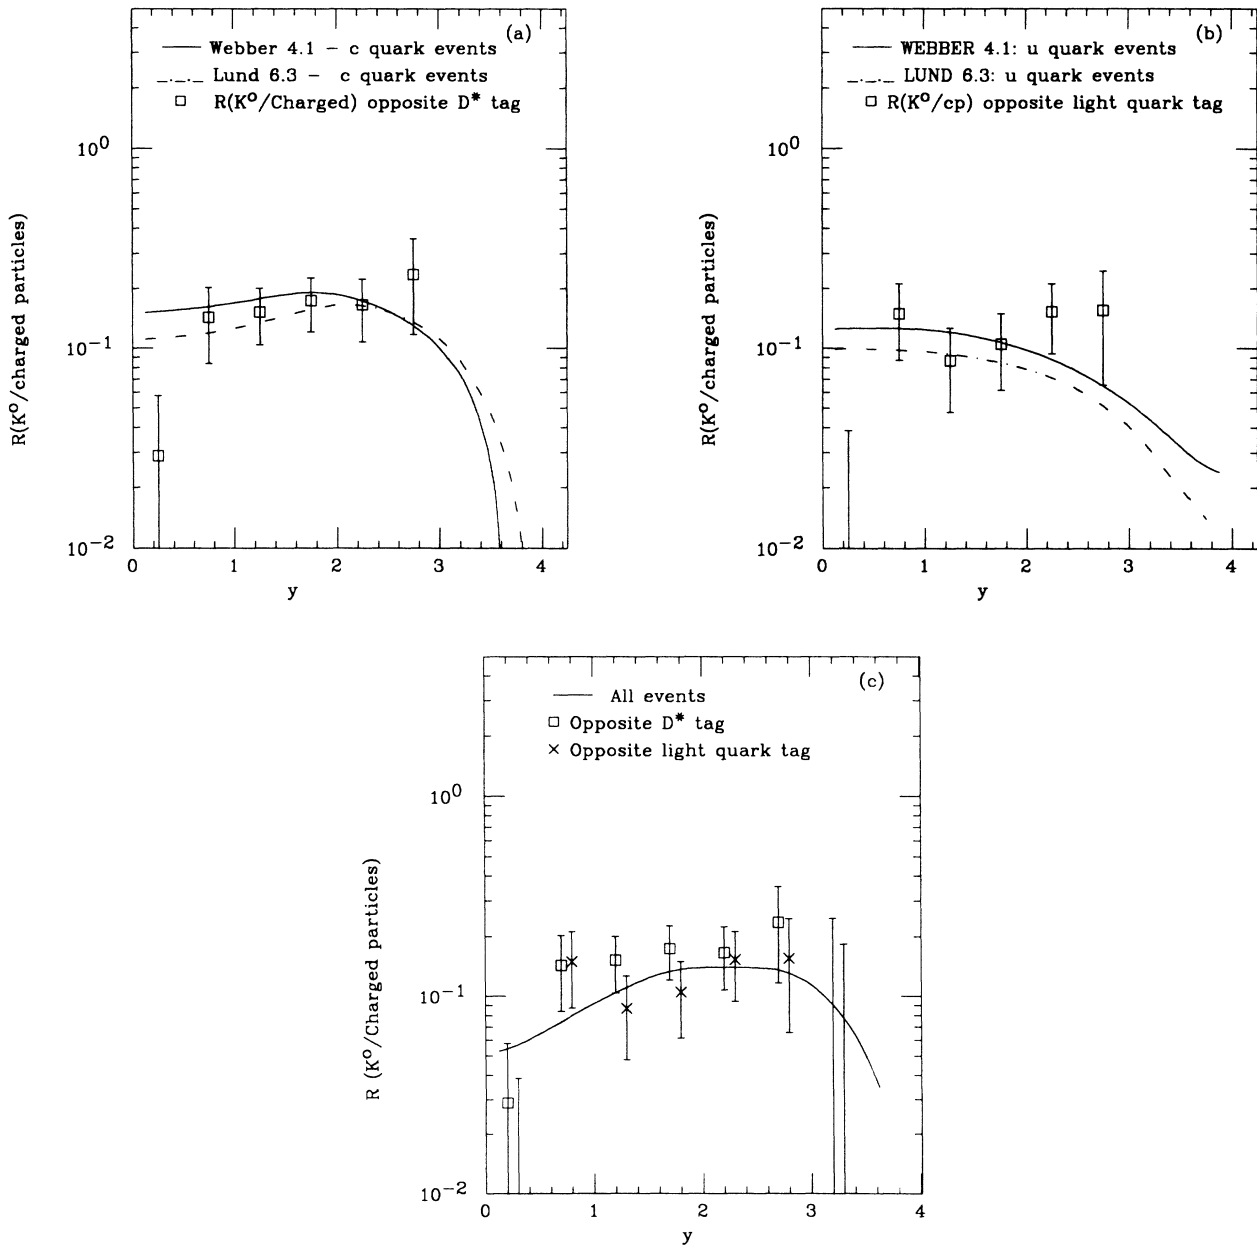 (a)
Webber 4.1 – c quark events
Lund 6.3 – c quark events
R(K⁰/Charged) opposite D* tag
10⁰
10⁻¹
10⁻²
R(K⁰/charged particles)
0 1 2 3 4
y
(b)
WEBBER 4.1: u quark events
LUND 6.3: u quark events
R(K⁰/cp) opposite light quark tag
10⁰
10⁻¹
10⁻²
R(K⁰/charged particles)
0 1 2 3 4
y
(c)
All events
Opposite D* tag
Opposite light quark tag
10⁰
10⁻¹
10⁻²
R (K⁰/Charged particles)
0 1 2 3 4
y